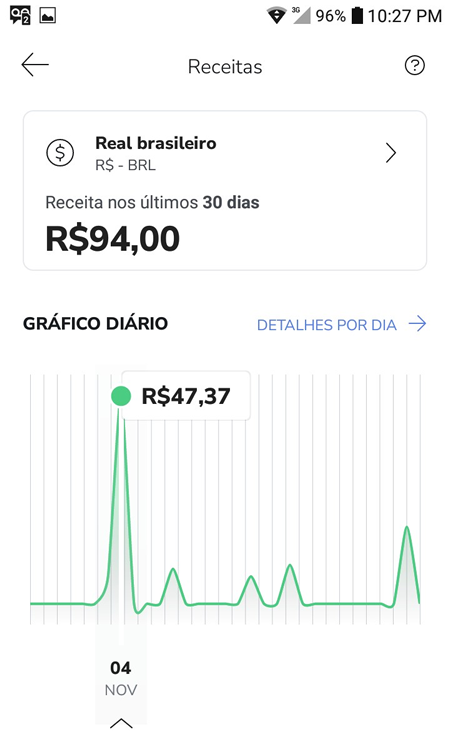 3G 96% 10:27 PM
Receitas
Real brasileiro
R$ - BRL
Receita nos últimos 30 dias
R$94,00
GRÁFICO DIÁRIO DETALHES POR DIA
R$47,37
04
NOV